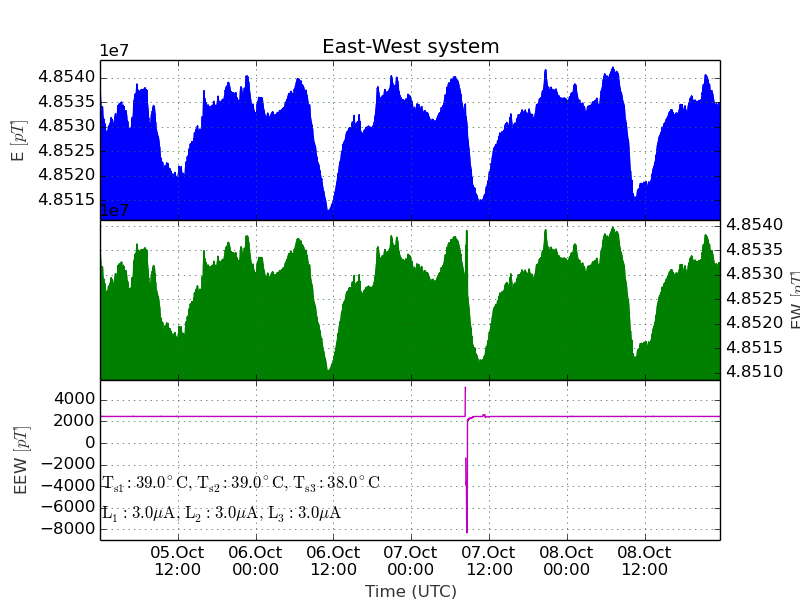 East-West system
1e7
4.8540
4.8535
4.8530
4.8525
4.8520
4.8515
E [pT]
1e7
4.8540
4.8535
4.8530
4.8525
4.8520
4.8515
4.8510
EW [pT]
4000
2000
0
−2000
−4000
−6000
−8000
EEW [pT]
T_s1 : 39.0°C, T_s2 : 39.0°C, T_s3 : 38.0°C
L_1 : 3.0μA, L_2 : 3.0μA, L_3 : 3.0μA
05.Oct 06.Oct 06.Oct 07.Oct 07.Oct 08.Oct 08.Oct
12:00 00:00 12:00 00:00 12:00 00:00 12:00
Time (UTC)